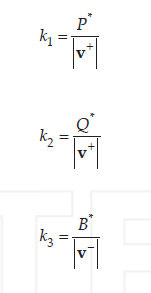 k₁ = P* / |v⁺|
k₂ = Q* / |v⁺|
k₃ = B* / |v⁻|